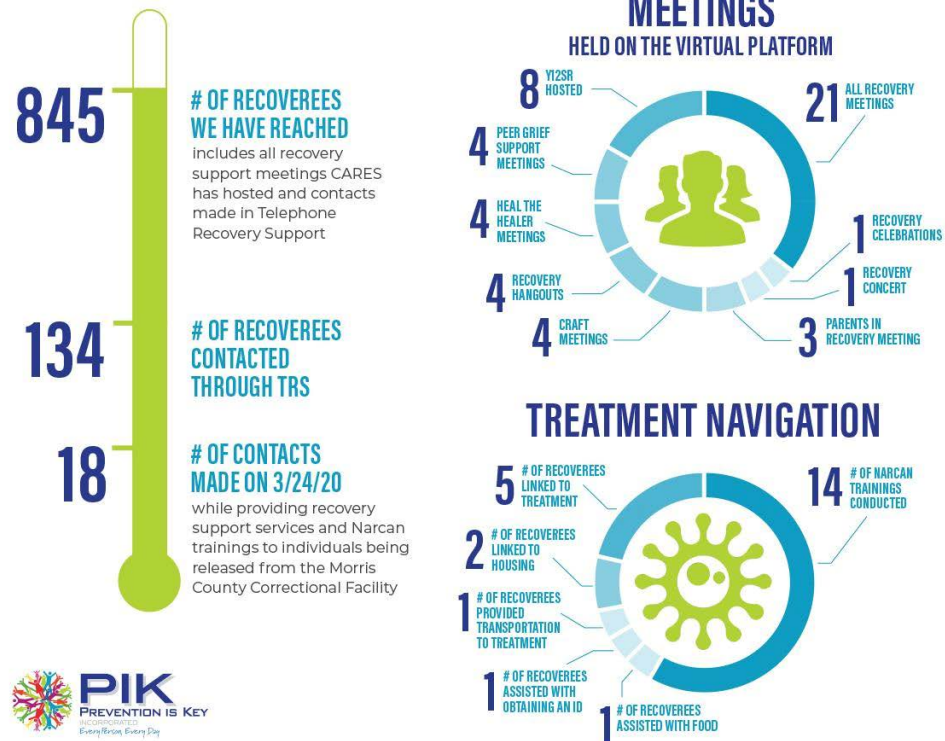 845
# OF RECOVEREES
WE HAVE REACHED
includes all recovery
support meetings CARES
has hosted and contacts
made in Telephone
Recovery Support
134
# OF RECOVEREES
CONTACTED
THROUGH TRS
18
# OF CONTACTS
MADE ON 3/24/20
while providing recovery
support services and Narcan
trainings to individuals being
released from the Morris
County Correctional Facility
PIK
PREVENTION IS KEY
INCORPORATED
Every Person, Every Day
MEETINGS
HELD ON THE VIRTUAL PLATFORM
8
YI2SR
HOSTED
21
ALL RECOVERY
MEETINGS
4
PEER GRIEF
SUPPORT
MEETINGS
4
HEAL THE
HEALER
MEETINGS
1
RECOVERY
CELEBRATIONS
4
RECOVERY
HANGOUTS
1
RECOVERY
CONCERT
4
CRAFT
MEETINGS
3
PARENTS IN
RECOVERY MEETING
TREATMENT NAVIGATION
5
# OF RECOVEREES
LINKED TO
TREATMENT
14
# OF NARCAN
TRAININGS
CONDUCTED
2
# OF RECOVEREES
LINKED TO
HOUSING
1
# OF RECOVEREES
PROVIDED
TRANSPORTATION
TO TREATMENT
1
# OF RECOVEREES
ASSISTED WITH
OBTAINING AN ID
1
# OF RECOVEREES
ASSISTED WITH FOOD